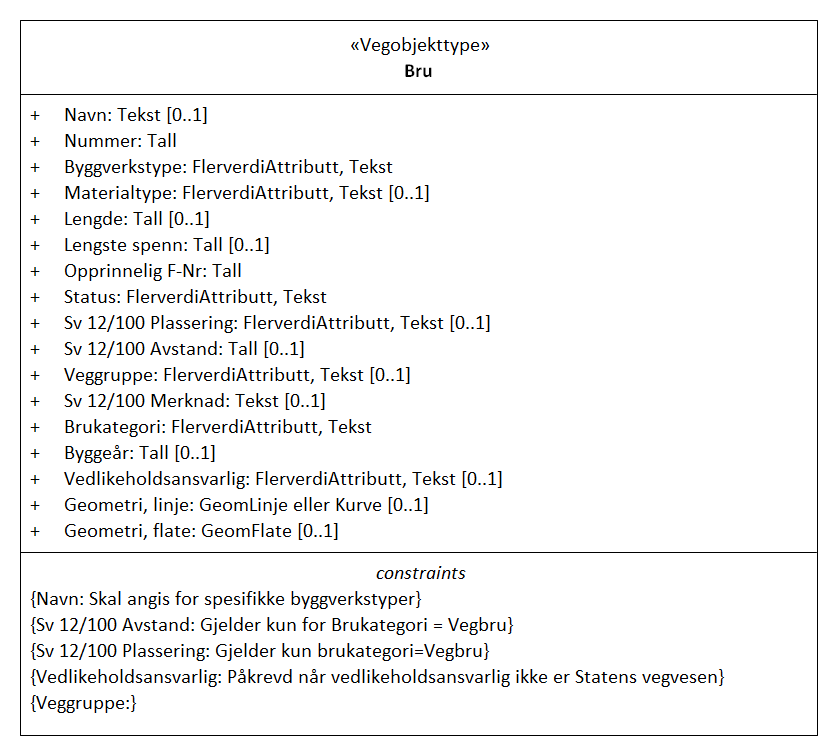 «Vegobjekttype»
Bru
+ Navn: Tekst [0..1]
+ Nummer: Tall
+ Byggverkstype: FlerverdiAttributt, Tekst
+ Materialtype: FlerverdiAttributt, Tekst [0..1]
+ Lengde: Tall [0..1]
+ Lengste spenn: Tall [0..1]
+ Opprinnelig F-Nr: Tall
+ Status: FlerverdiAttributt, Tekst
+ Sv 12/100 Plassering: FlerverdiAttributt, Tekst [0..1]
+ Sv 12/100 Avstand: Tall [0..1]
+ Veggruppe: FlerverdiAttributt, Tekst [0..1]
+ Sv 12/100 Merknad: Tekst [0..1]
+ Brukategori: FlerverdiAttributt, Tekst
+ Byggeår: Tall [0..1]
+ Vedlikeholdsansvarlig: FlerverdiAttributt, Tekst [0..1]
+ Geometri, linje: GeomLinje eller Kurve [0..1]
+ Geometri, flate: GeomFlate [0..1]
constraints
{Navn: Skal angis for spesifikke byggverkstyper}
{Sv 12/100 Avstand: Gjelder kun for Brukategori = Vegbru}
{Sv 12/100 Plassering: Gjelder kun brukategori=Vegbru}
{Vedlikeholdsansvarlig: Påkrevd når vedlikeholdsansvarlig ikke er Statens vegvesen}
{Veggruppe:}